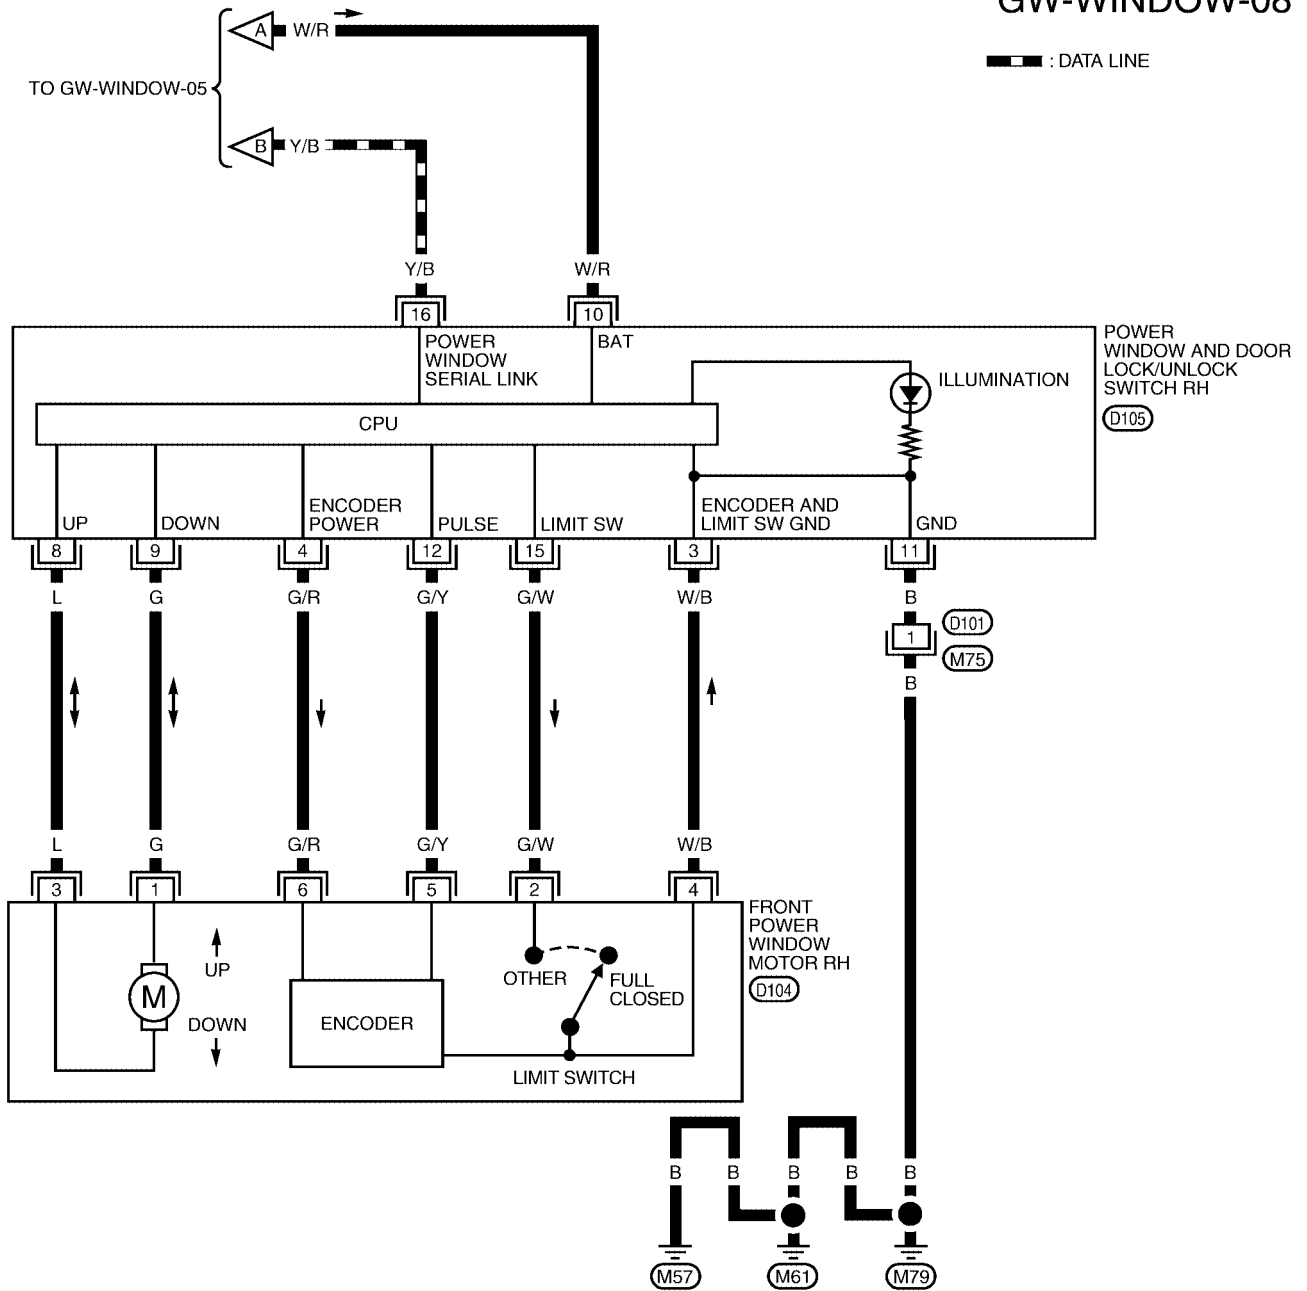 GW-WINDOW-08
: DATA LINE
TO GW-WINDOW-05
A W/R
B Y/B
Y/B W/R
16 10
POWER
WINDOW
SERIAL LINK
BAT
ILLUMINATION
POWER
WINDOW AND DOOR
LOCK/UNLOCK
SWITCH RH
D105
CPU
UP
DOWN
ENCODER
POWER
PULSE
LIMIT SW
ENCODER AND
LIMIT SW GND
GND
8 9 4 12 15 3 11
L G G/R G/Y G/W W/B B
1
D101
M75
B
L G G/R G/Y G/W W/B
3 1 6 5 2 4
FRONT
POWER
WINDOW
MOTOR RH
D104
UP
M
DOWN
ENCODER
OTHER
FULL
CLOSED
LIMIT SWITCH
B B B B B
M57 M61 M79